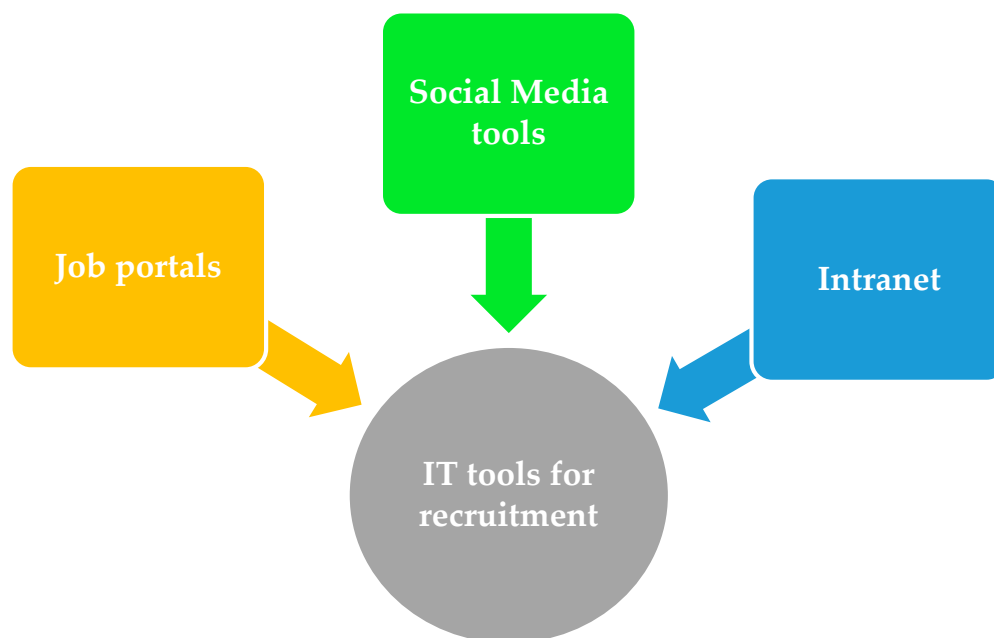 Social Media
tools
Job portals
Intranet
IT tools for
recruitment